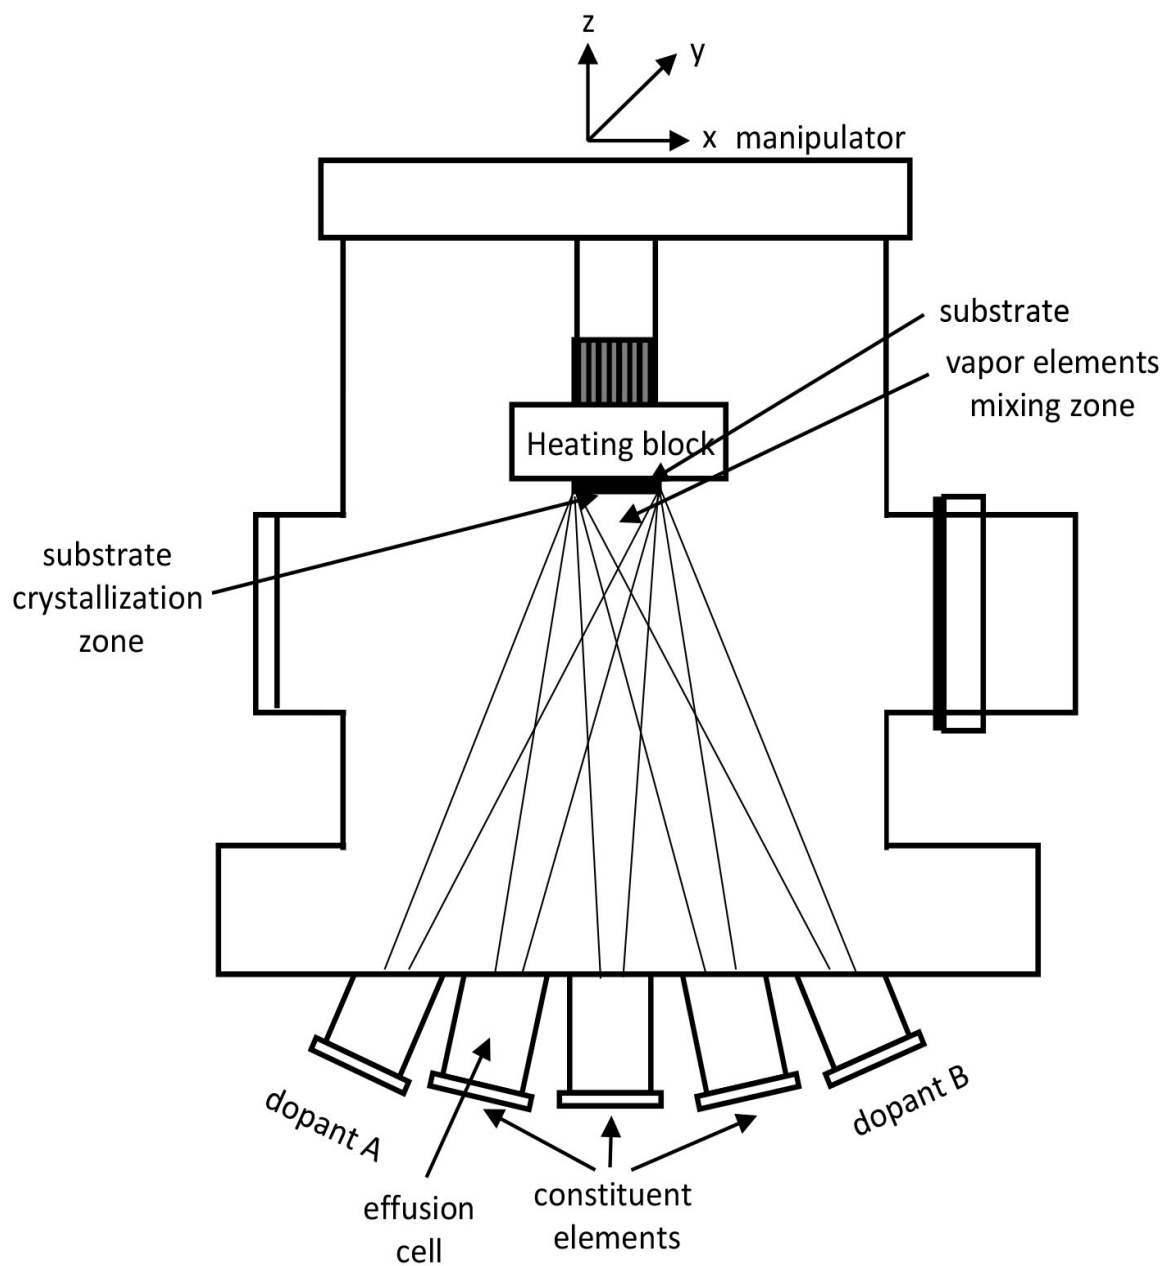 z
y
x manipulator
substrate
vapor elements
mixing zone
Heating block
substrate
crystallization
zone
dopant A
dopant B
effusion
cell
constituent
elements